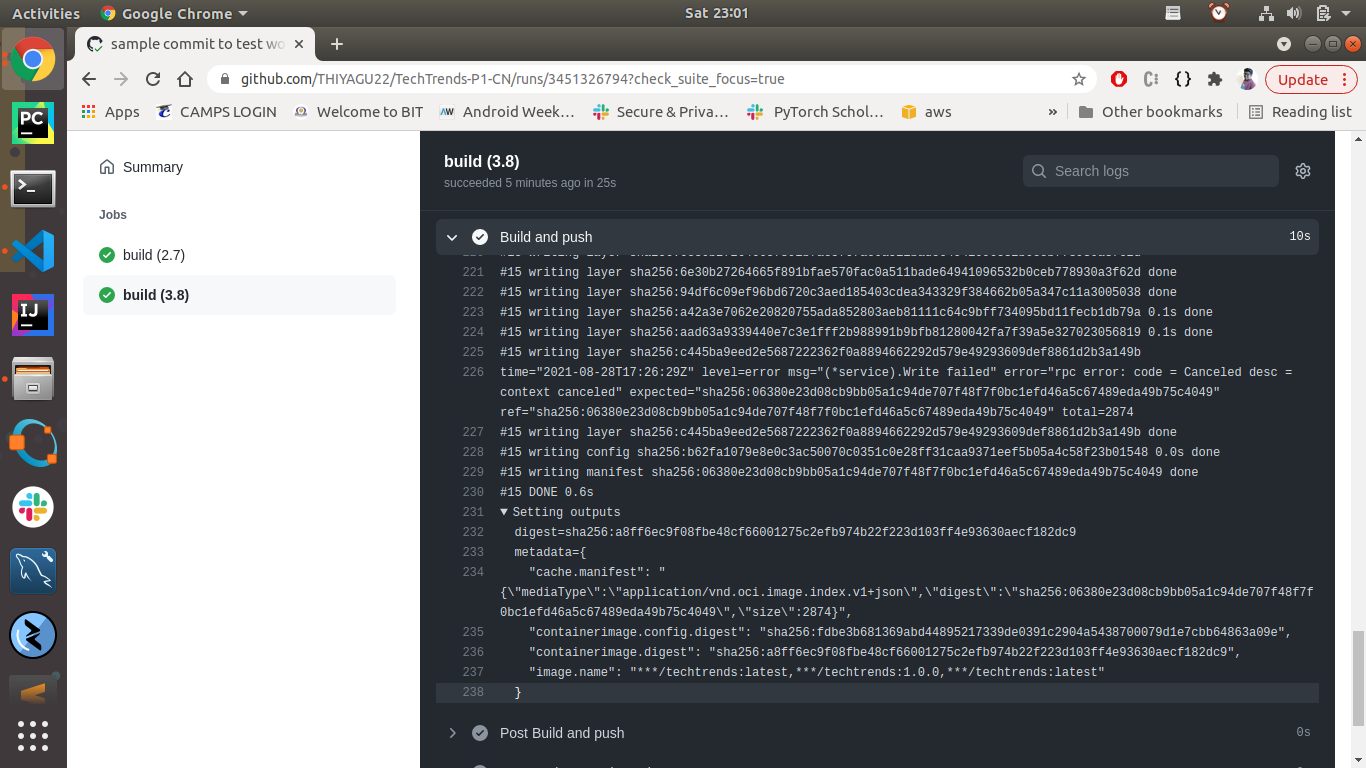 Activities
Google Chrome
Sat 23:01
sample commit to test wo
github.com/THIYAGU22/TechTrends-P1-CN/runs/3451326794?check_suite_focus=true
Update
Apps
CAMPS LOGIN
Welcome to BIT
Android Week…
Secure & Priva…
PyTorch Schol…
aws
»
Other bookmarks
Reading list
Summary
Jobs
build (2.7)
build (3.8)
build (3.8)
succeeded 5 minutes ago in 25s
Search logs
Build and push
10s
221 #15 writing layer sha256:6e30b27264665f891bfae570fac0a511bade64941096532b0ceb778930a3f62d done
222 #15 writing layer sha256:94df6c09ef96bd6720c3aed185403cdea343329f384662b05a347c11a3005038 done
223 #15 writing layer sha256:a42a3e7062e20820755ada852803aeb81111c64c9bff734095bd11fecb1db79a 0.1s done
224 #15 writing layer sha256:aad63a9339440e7c3e1fff2b988991b9bfb81280042fa7f39a5e327023056819 0.1s done
225 #15 writing layer sha256:c445ba9eed2e5687222362f0a8894662292d579e49293609def8861d2b3a149b
226 time="2021-08-28T17:26:29Z" level=error msg="(*service).Write failed" error="rpc error: code = Canceled desc =
context canceled" expected="sha256:06380e23d08cb9bb05a1c94de707f48f7f0bc1efd46a5c67489eda49b75c4049"
ref="sha256:06380e23d08cb9bb05a1c94de707f48f7f0bc1efd46a5c67489eda49b75c4049" total=2874
227 #15 writing layer sha256:c445ba9eed2e5687222362f0a8894662292d579e49293609def8861d2b3a149b done
228 #15 writing config sha256:b62fa1079e8e0c3ac50070c0351c0e28ff31caa9371eef5b05a4c58f23b01548 0.0s done
229 #15 writing manifest sha256:06380e23d08cb9bb05a1c94de707f48f7f0bc1efd46a5c67489eda49b75c4049 done
230 #15 DONE 0.6s
231 Setting outputs
232 digest=sha256:a8ff6ec9f08fbe48cf66001275c2efb974b22f223d103ff4e93630aecf182dc9
233 metadata={
234 "cache.manifest": "
{\"mediaType\":\"application/vnd.oci.image.index.v1+json\",\"digest\":\"sha256:06380e23d08cb9bb05a1c94de707f48f7f
0bc1efd46a5c67489eda49b75c4049\",\"size\":2874}",
235 "containerimage.config.digest": "sha256:fdbe3b681369abd44895217339de0391c2904a5438700079d1e7cbb64863a09e",
236 "containerimage.digest": "sha256:a8ff6ec9f08fbe48cf66001275c2efb974b22f223d103ff4e93630aecf182dc9",
237 "image.name": "***/techtrends:latest,***/techtrends:1.0.0,***/techtrends:latest"
238 }
Post Build and push
0s